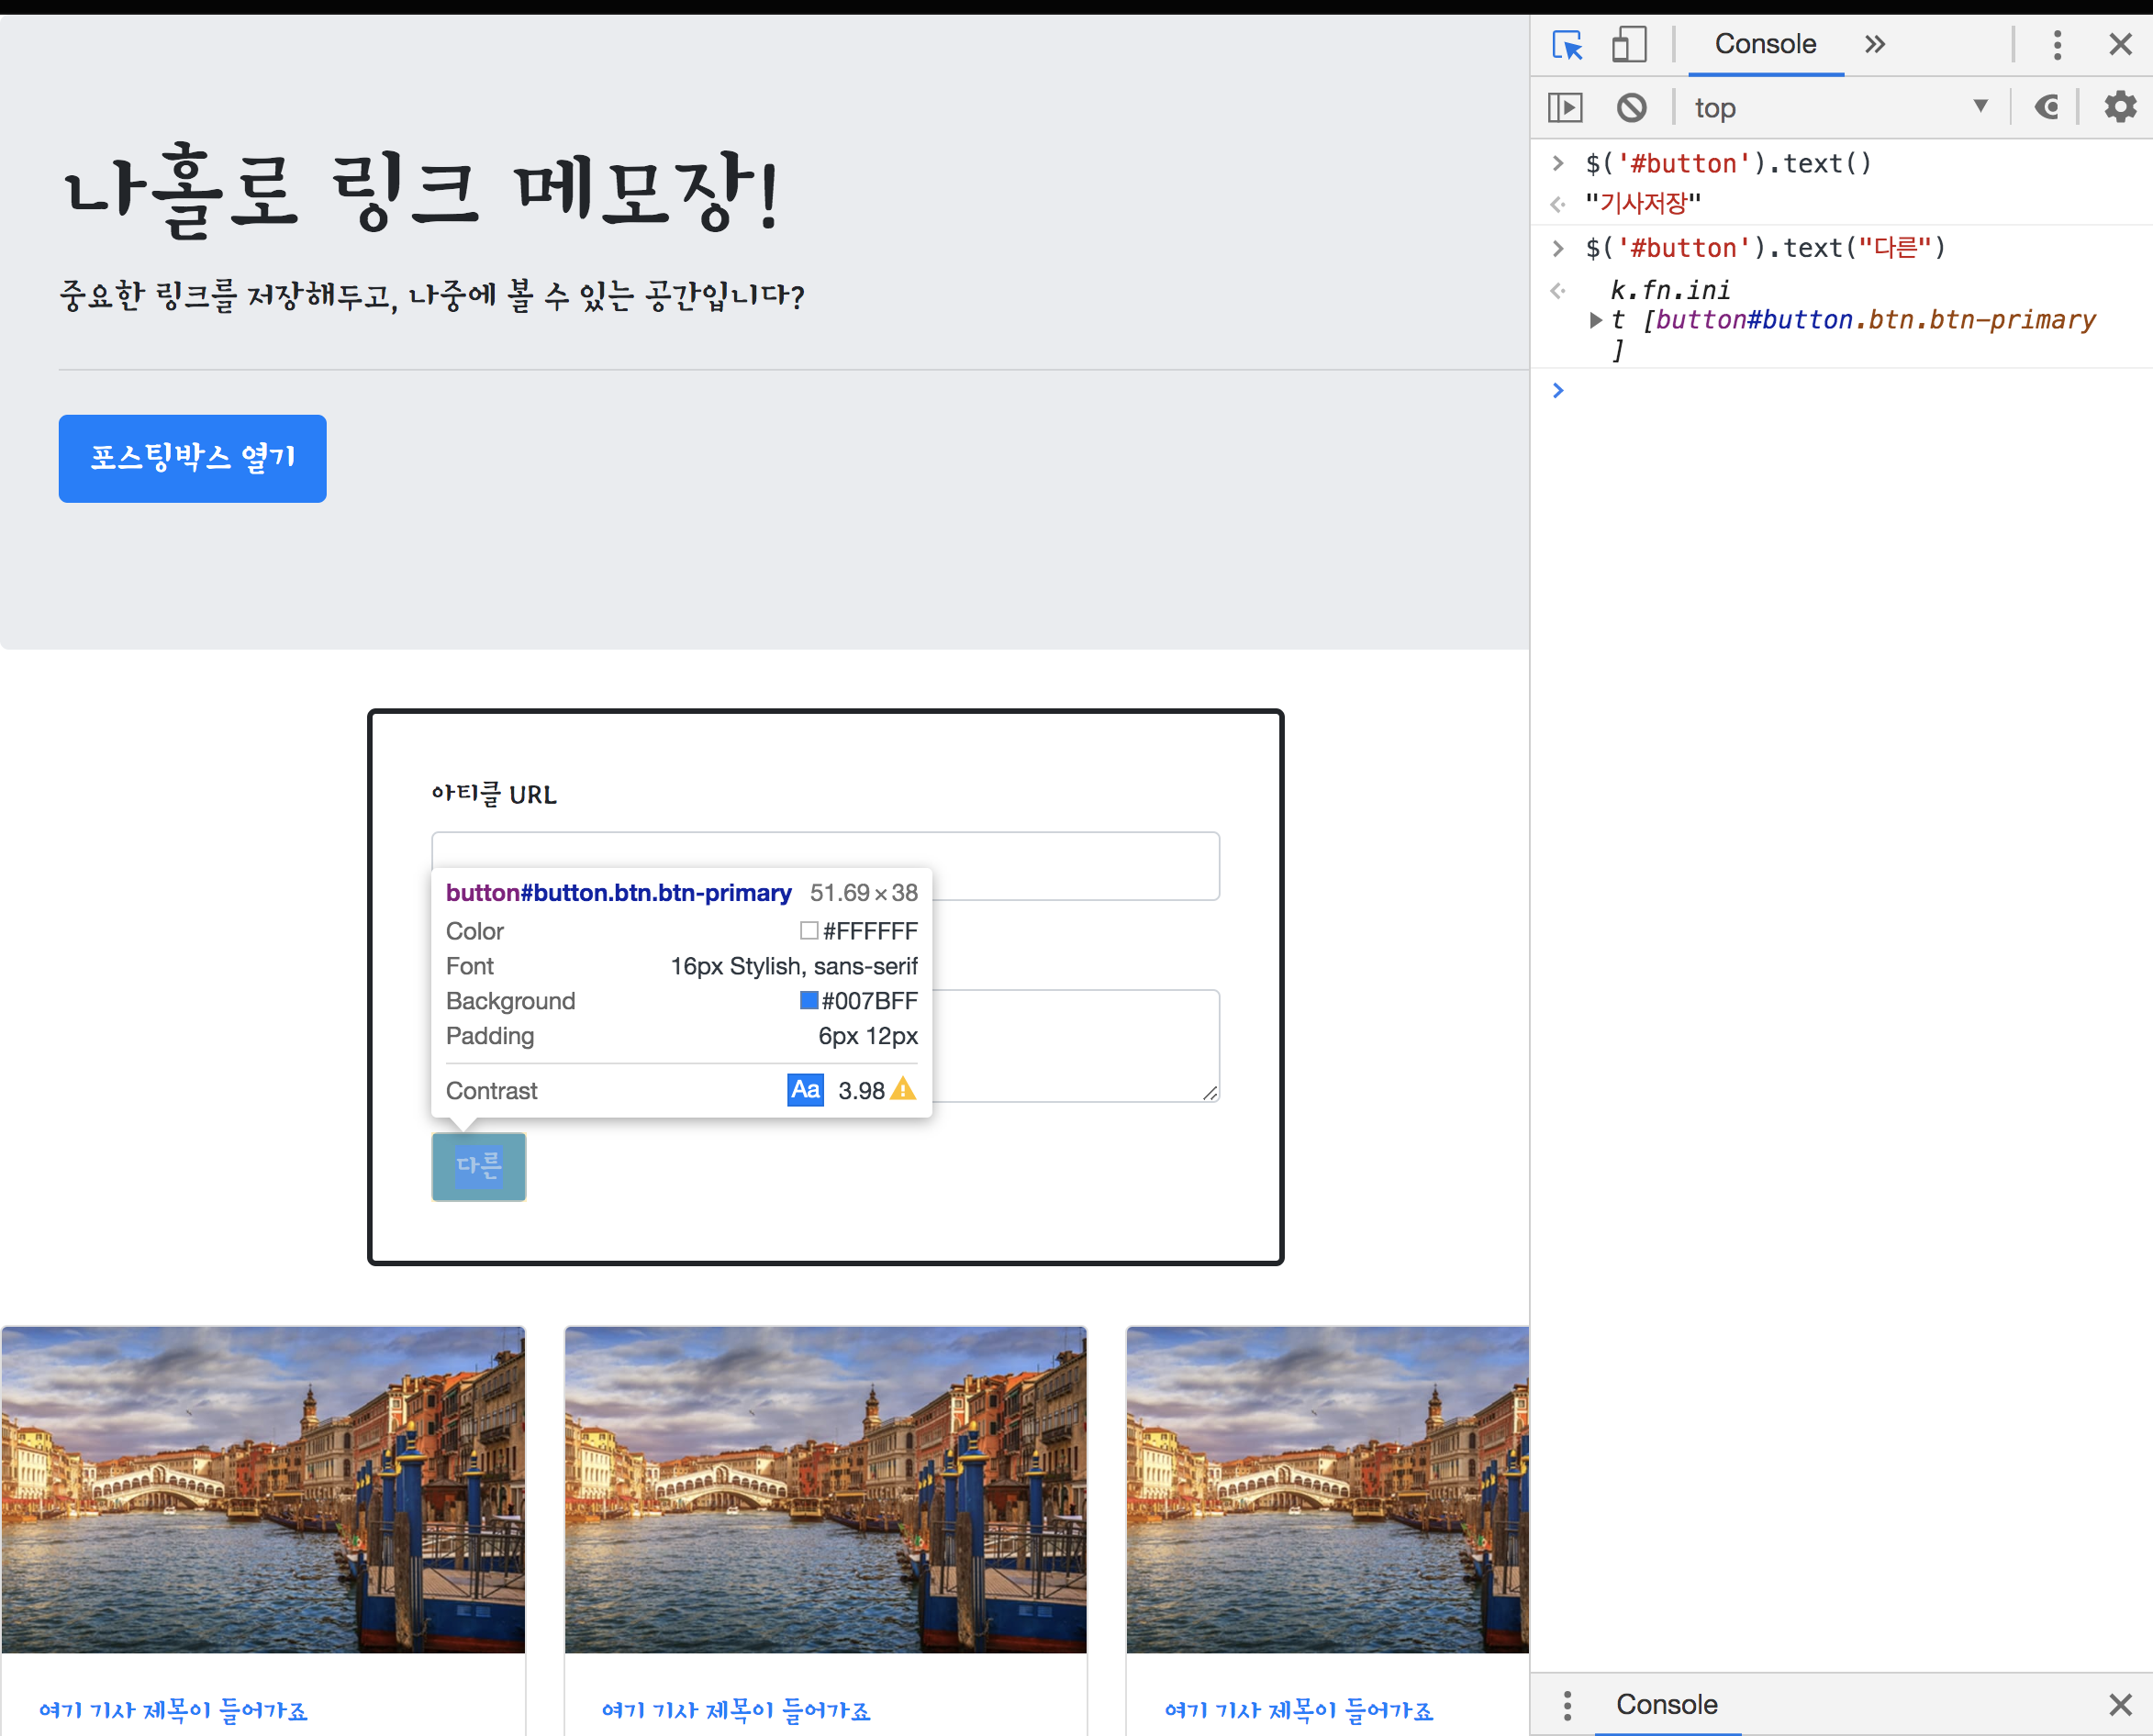 나홀로 링크 메모장!
중요한 링크를 저장해두고, 나중에 볼 수 있는 공간입니다?
포스팅박스 열기
아티클 URL
button#button.btn.btn-primary 51.69×38
Color #FFFFFF
Font 16px Stylish, sans-serif
Background #007BFF
Padding 6px 12px
Contrast Aa 3.98
다른
여기 기사 제목이 들어가죠
여기 기사 제목이 들어가죠
여기 기사 제목이 들어가죠
Console
top
$('#button').text()
"기사저장"
$('#button').text("다른")
k.fn.ini
t [button#button.btn.btn-primary
]
Console